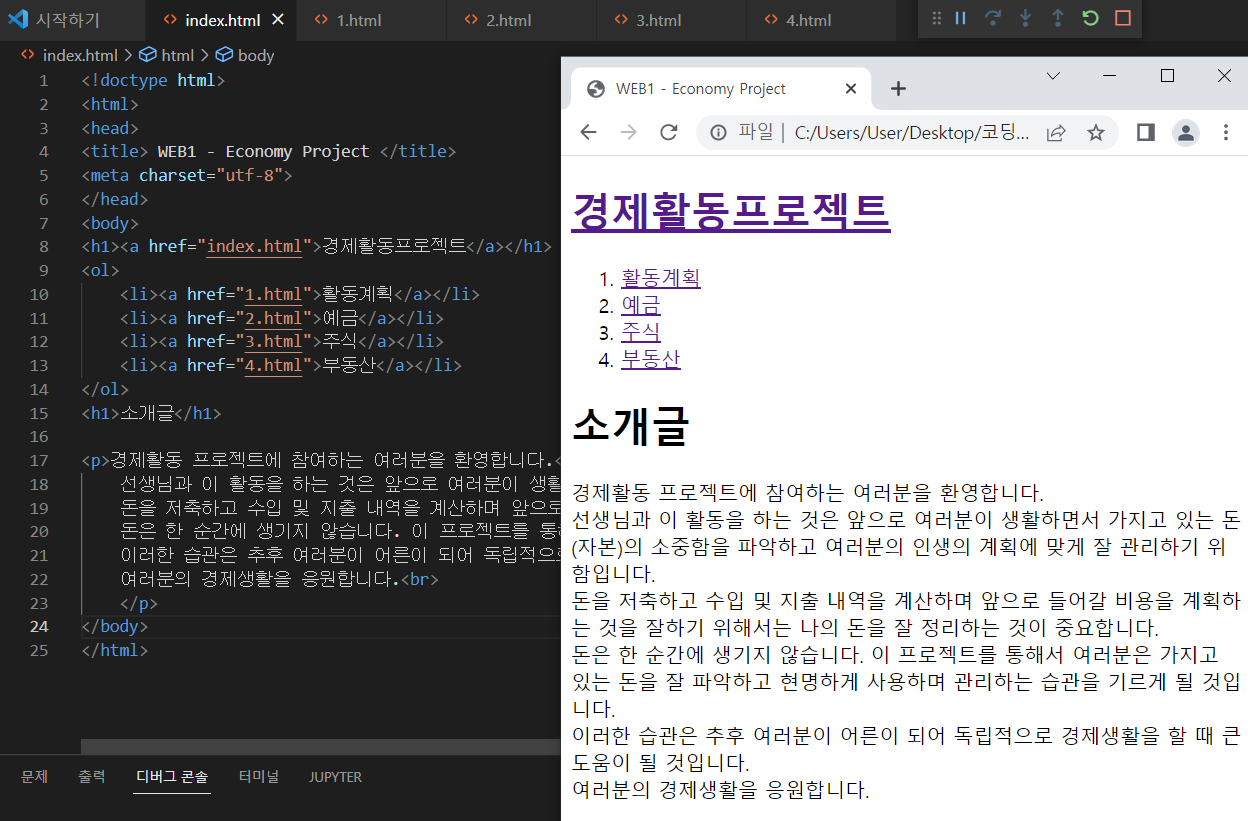 시작하기 index.html 1.html 2.html 3.html 4.html
index.html html body
1 <!doctype html>
2 <html>
3 <head>
4 <title> WEB1 - Economy Project </title>
5 <meta charset="utf-8">
6 </head>
7 <body>
8 <h1><a href="index.html">경제활동프로젝트</a></h1>
9 <ol>
10 <li><a href="1.html">활동계획</a></li>
11 <li><a href="2.html">예금</a></li>
12 <li><a href="3.html">주식</a></li>
13 <li><a href="4.html">부동산</a></li>
14 </ol>
15 <h1>소개글</h1>
16
17 <p>경제활동 프로젝트에 참여하는 여러분을 환영합니다.<
18 선생님과 이 활동을 하는 것은 앞으로 여러분이 생활
19 돈을 저축하고 수입 및 지출 내역을 계산하며 앞으로
20 돈은 한 순간에 생기지 않습니다. 이 프로젝트를 통해
21 이러한 습관은 추후 여러분이 어른이 되어 독립적으로
22 여러분의 경제생활을 응원합니다.<br>
23 </p>
24 </body>
25 </html>
문제 출력 디버그 콘솔 터미널 JUPYTER
WEB1 - Economy Project
파일 | C:/Users/User/Desktop/코딩...
경제활동프로젝트
1. 활동계획
2. 예금
3. 주식
4. 부동산
소개글
경제활동 프로젝트에 참여하는 여러분을 환영합니다.
선생님과 이 활동을 하는 것은 앞으로 여러분이 생활하면서 가지고 있는 돈
(자본)의 소중함을 파악하고 여러분의 인생의 계획에 맞게 잘 관리하기 위
함입니다.
돈을 저축하고 수입 및 지출 내역을 계산하며 앞으로 들어갈 비용을 계획하
는 것을 잘하기 위해서는 나의 돈을 잘 정리하는 것이 중요합니다.
돈은 한 순간에 생기지 않습니다. 이 프로젝트를 통해서 여러분은 가지고
있는 돈을 잘 파악하고 현명하게 사용하며 관리하는 습관을 기르게 될 것입
니다.
이러한 습관은 추후 여러분이 어른이 되어 독립적으로 경제생활을 할 때 큰
도움이 될 것입니다.
여러분의 경제생활을 응원합니다.